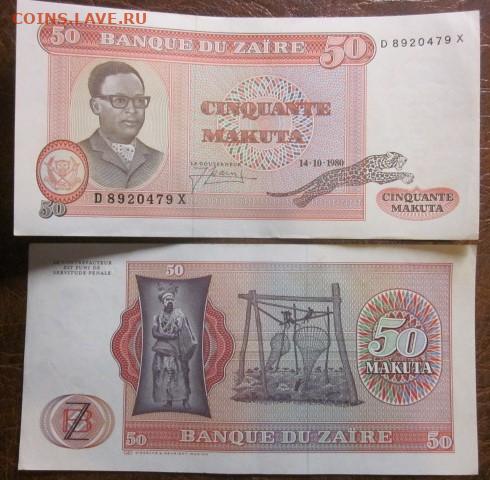 COINS.LAVE.RU
50 BANQUE DU ZAÏRE 50
D 8920479 X
CINQUANTE
MAKUTA
LE GOUVERNEUR
14-10-1980
D 8920479 X
50
CINQUANTE
MAKUTA
LE CONTREFACTEUR
EST PUNI DE
SERVITUDE PENALE
50
50
MAKUTA
BZ
50 BANQUE DU ZAÏRE 50